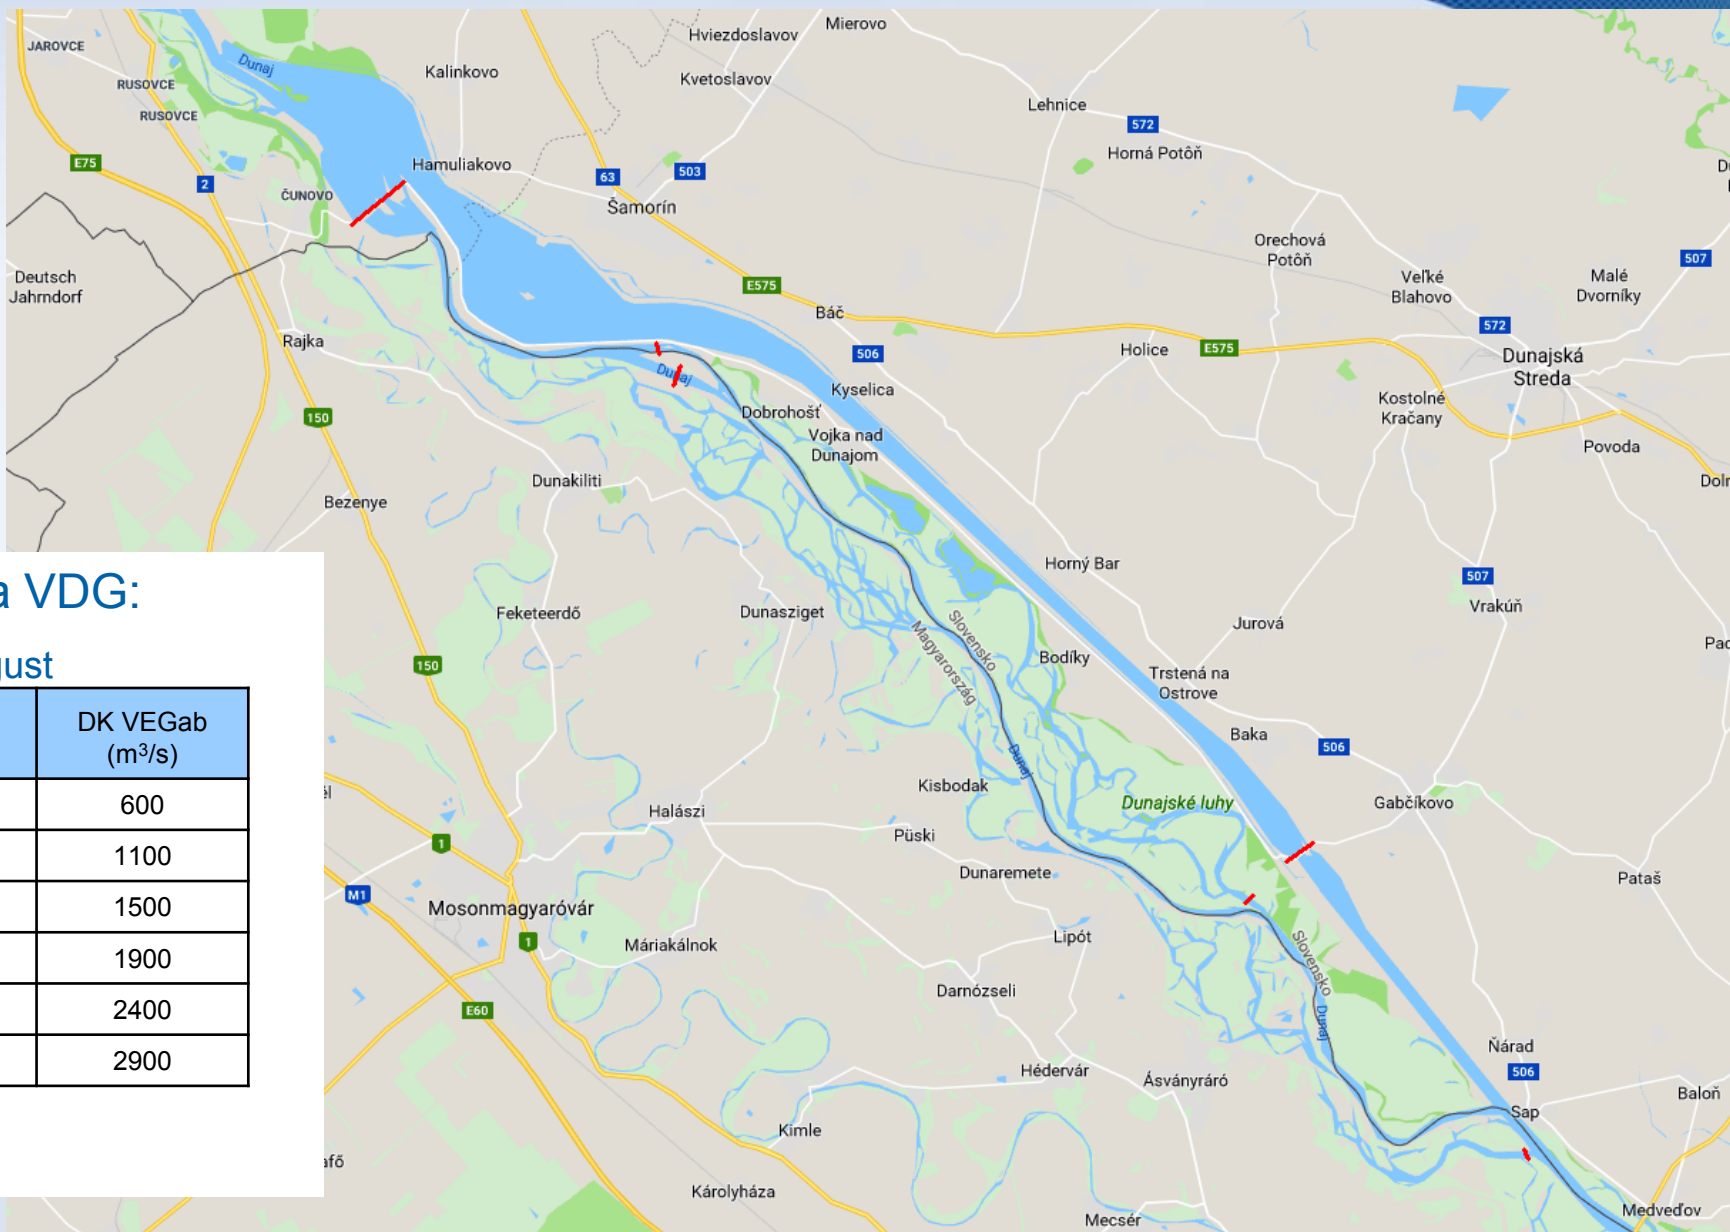 Mierovo
Hviezdoslavov
JAROVCE
Dunaj
Kalinkovo
Kvetoslavov
RUSOVCE
Lehnice
RUSOVCE
572
Horná Potôň
E75
Hamuliakovo
2
63
503
ČUNOVO
Šamorín
Orechová
Potôň
507
Deutsch
Jahrndorf
E575
Veľké
Blahovo
Malé
Dvorníky
Báč
572
Rajka
506
Holice
E575
Dunajská
Streda
Dunaj
Kyselica
Kostolné
Kračany
Dobrohošť
150
Vojka nad
Dunajom
Povoda
Dunakiliti
Bezenye
Horný Bar
a VDG:
507
Feketeerdő
Dunasziget
Vrakúň
Jurová
Slovensko
Magyarország
gust
150
Bodíky
Trstená na
Ostrove
DK VEGab
(m³/s)
Baka
506
Dunaj
Kisbodak
600
Dunajské luhy
Gabčíkovo
Halászi
1100
1
Püski
Dunaremete
Pataš
M1
1500
Mosonmagyaróvár
1
Máriakálnok
Lipót
Slovensko
1900
Darnózseli
2400
E60
Dunaj
Ňárad
2900
Hédervár
506
Ásványráró
Baloň
Sap
Kimle
Károlyháza
Mecsér
Medveďov